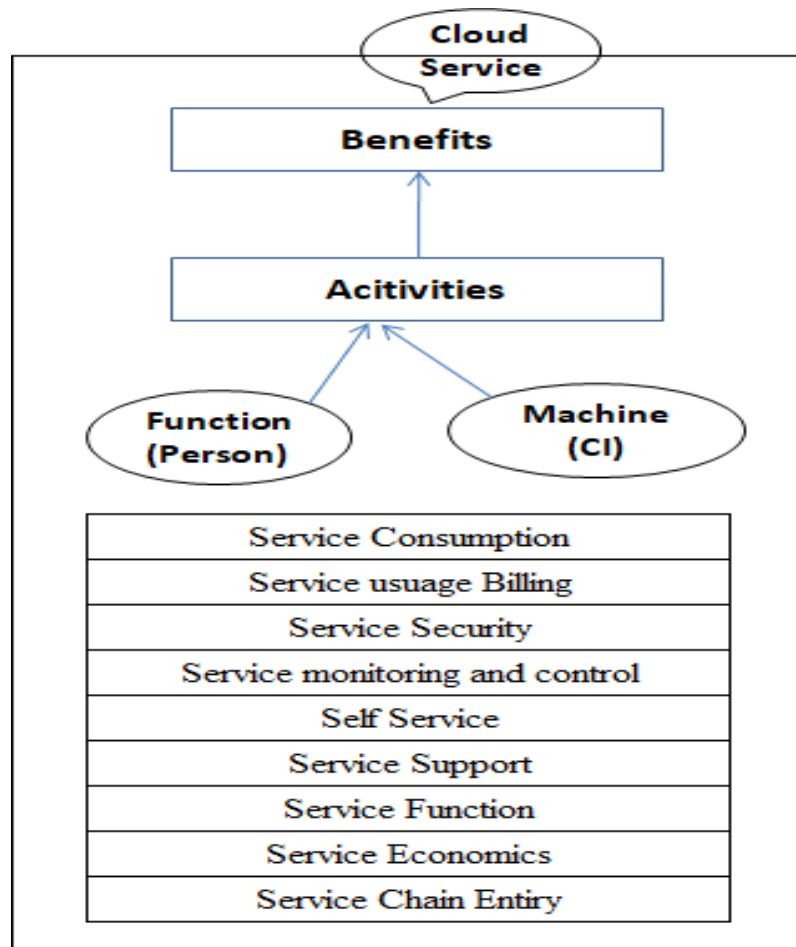 Cloud
Service
Benefits
Acitivities
Function
(Person)
Machine
(CI)
Service Consumption
Service usuage Billing
Service Security
Service monitoring and control
Self Service
Service Support
Service Function
Service Economics
Service Chain Entiry